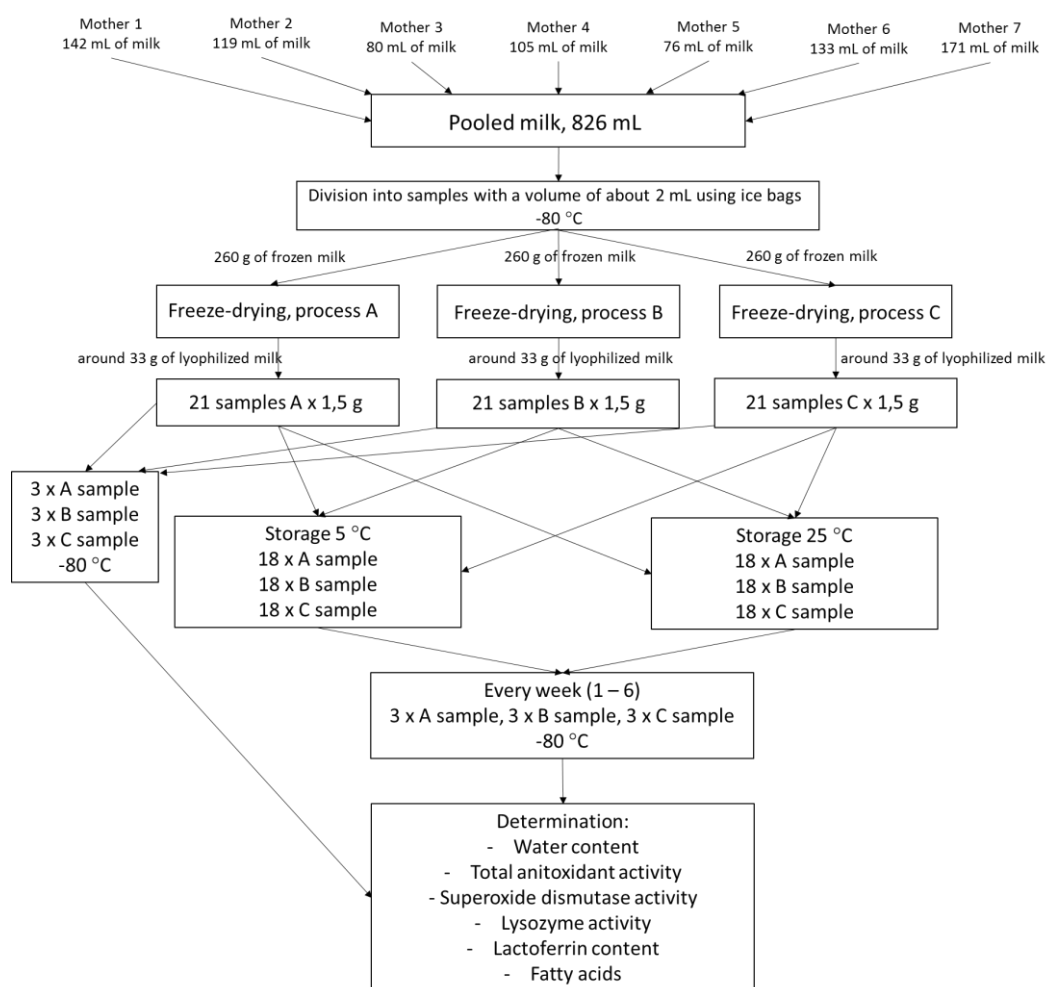 Mother 1
142 mL of milk
Mother 2
119 mL of milk
Mother 3
80 mL of milk
Mother 4
105 mL of milk
Mother 5
76 mL of milk
Mother 6
133 mL of milk
Mother 7
171 mL of milk
Pooled milk, 826 mL
Division into samples with a volume of about 2 mL using ice bags
-80 °C
260 g of frozen milk
260 g of frozen milk
260 g of frozen milk
Freeze-drying, process A
Freeze-drying, process B
Freeze-drying, process C
around 33 g of lyophilized milk
around 33 g of lyophilized milk
around 33 g of lyophilized milk
21 samples A x 1,5 g
21 samples B x 1,5 g
21 samples C x 1,5 g
3 x A sample
3 x B sample
3 x C sample
-80 °C
Storage 5 °C
18 x A sample
18 x B sample
18 x C sample
Storage 25 °C
18 x A sample
18 x B sample
18 x C sample
Every week (1 – 6)
3 x A sample, 3 x B sample, 3 x C sample
-80 °C
Determination:
- Water content
- Total anitoxidant activity
- Superoxide dismutase activity
- Lysozyme activity
- Lactoferrin content
- Fatty acids